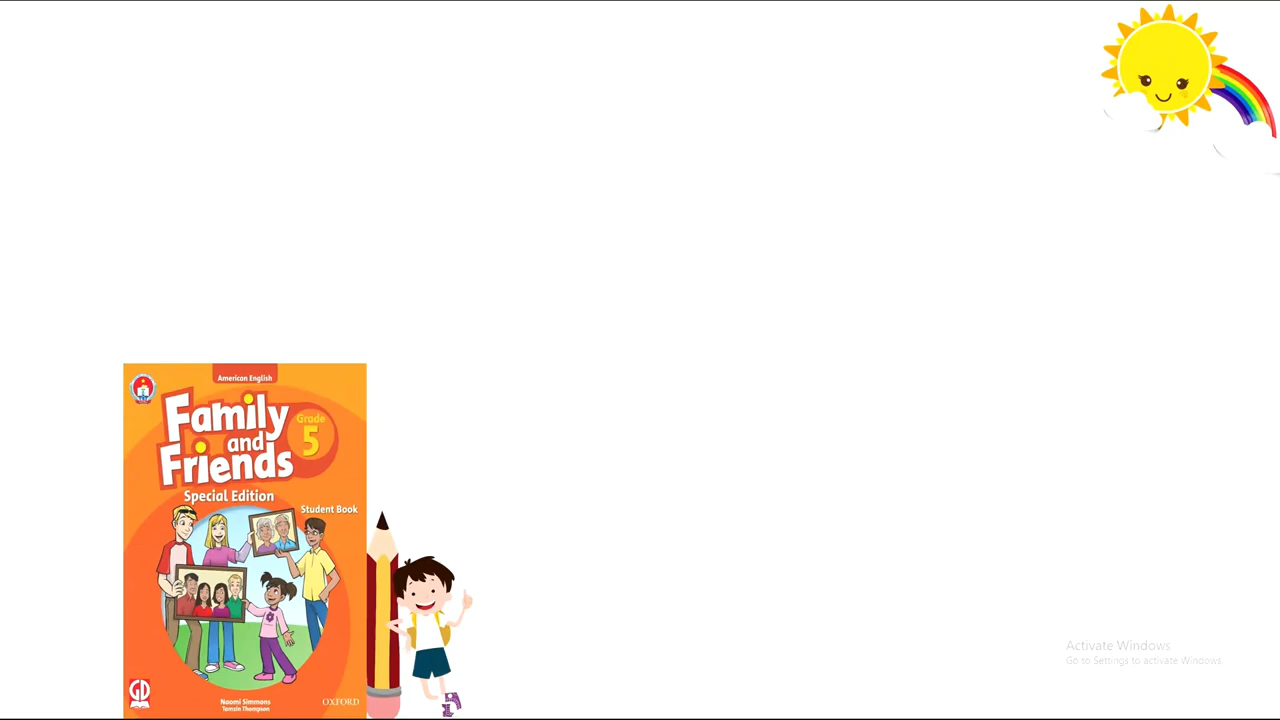 American English
Family
and
Friends
Grade
5
Special Edition
Student Book
GD
Naomi Simmons
Tamzin Thompson
OXFORD
Activate Windows
Go to Settings to activate Windows.